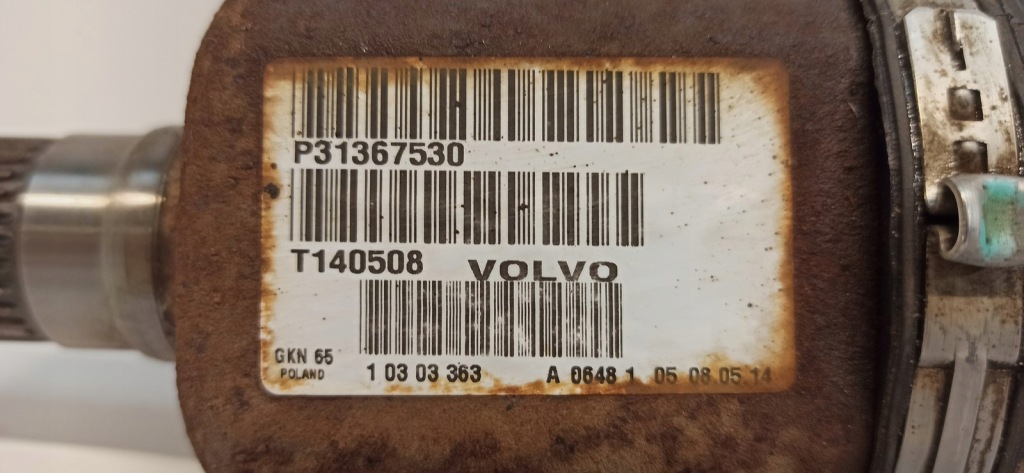 P31367530
T140508 VOLVO
GKN 65
POLAND
1 03 03 363 A 0648 1 05 08.05.14